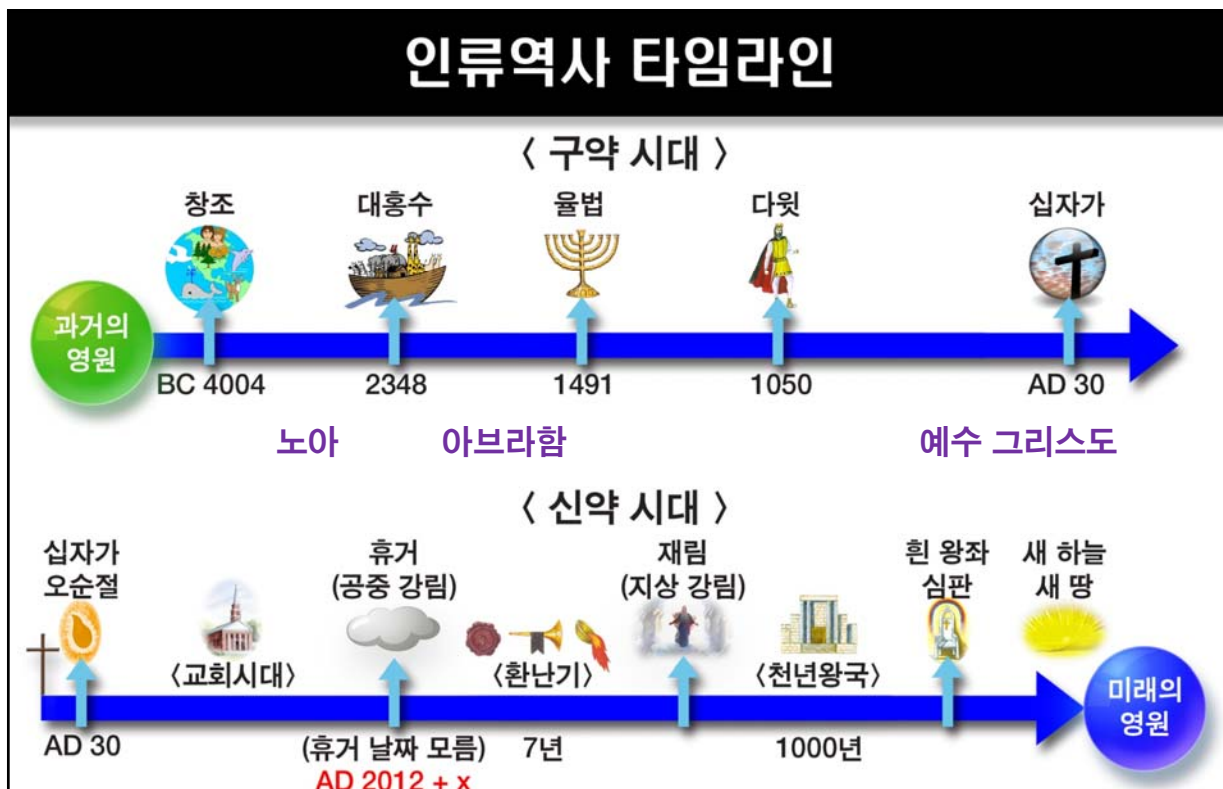 인류역사 타임라인
〈 구약 시대 〉
창조 대홍수 율법 다윗 십자가
과거의
영원
BC 4004 2348 1491 1050 AD 30
노아 아브라함 예수 그리스도
〈 신약 시대 〉
십자가 휴거 재림 흰 왕좌 새 하늘
오순절 (공중 강림) (지상 강림) 심판 새 땅
〈교회시대〉 〈환난기〉 〈천년왕국〉
미래의
영원
AD 30 (휴거 날짜 모름) 7년 1000년
AD 2012 + x